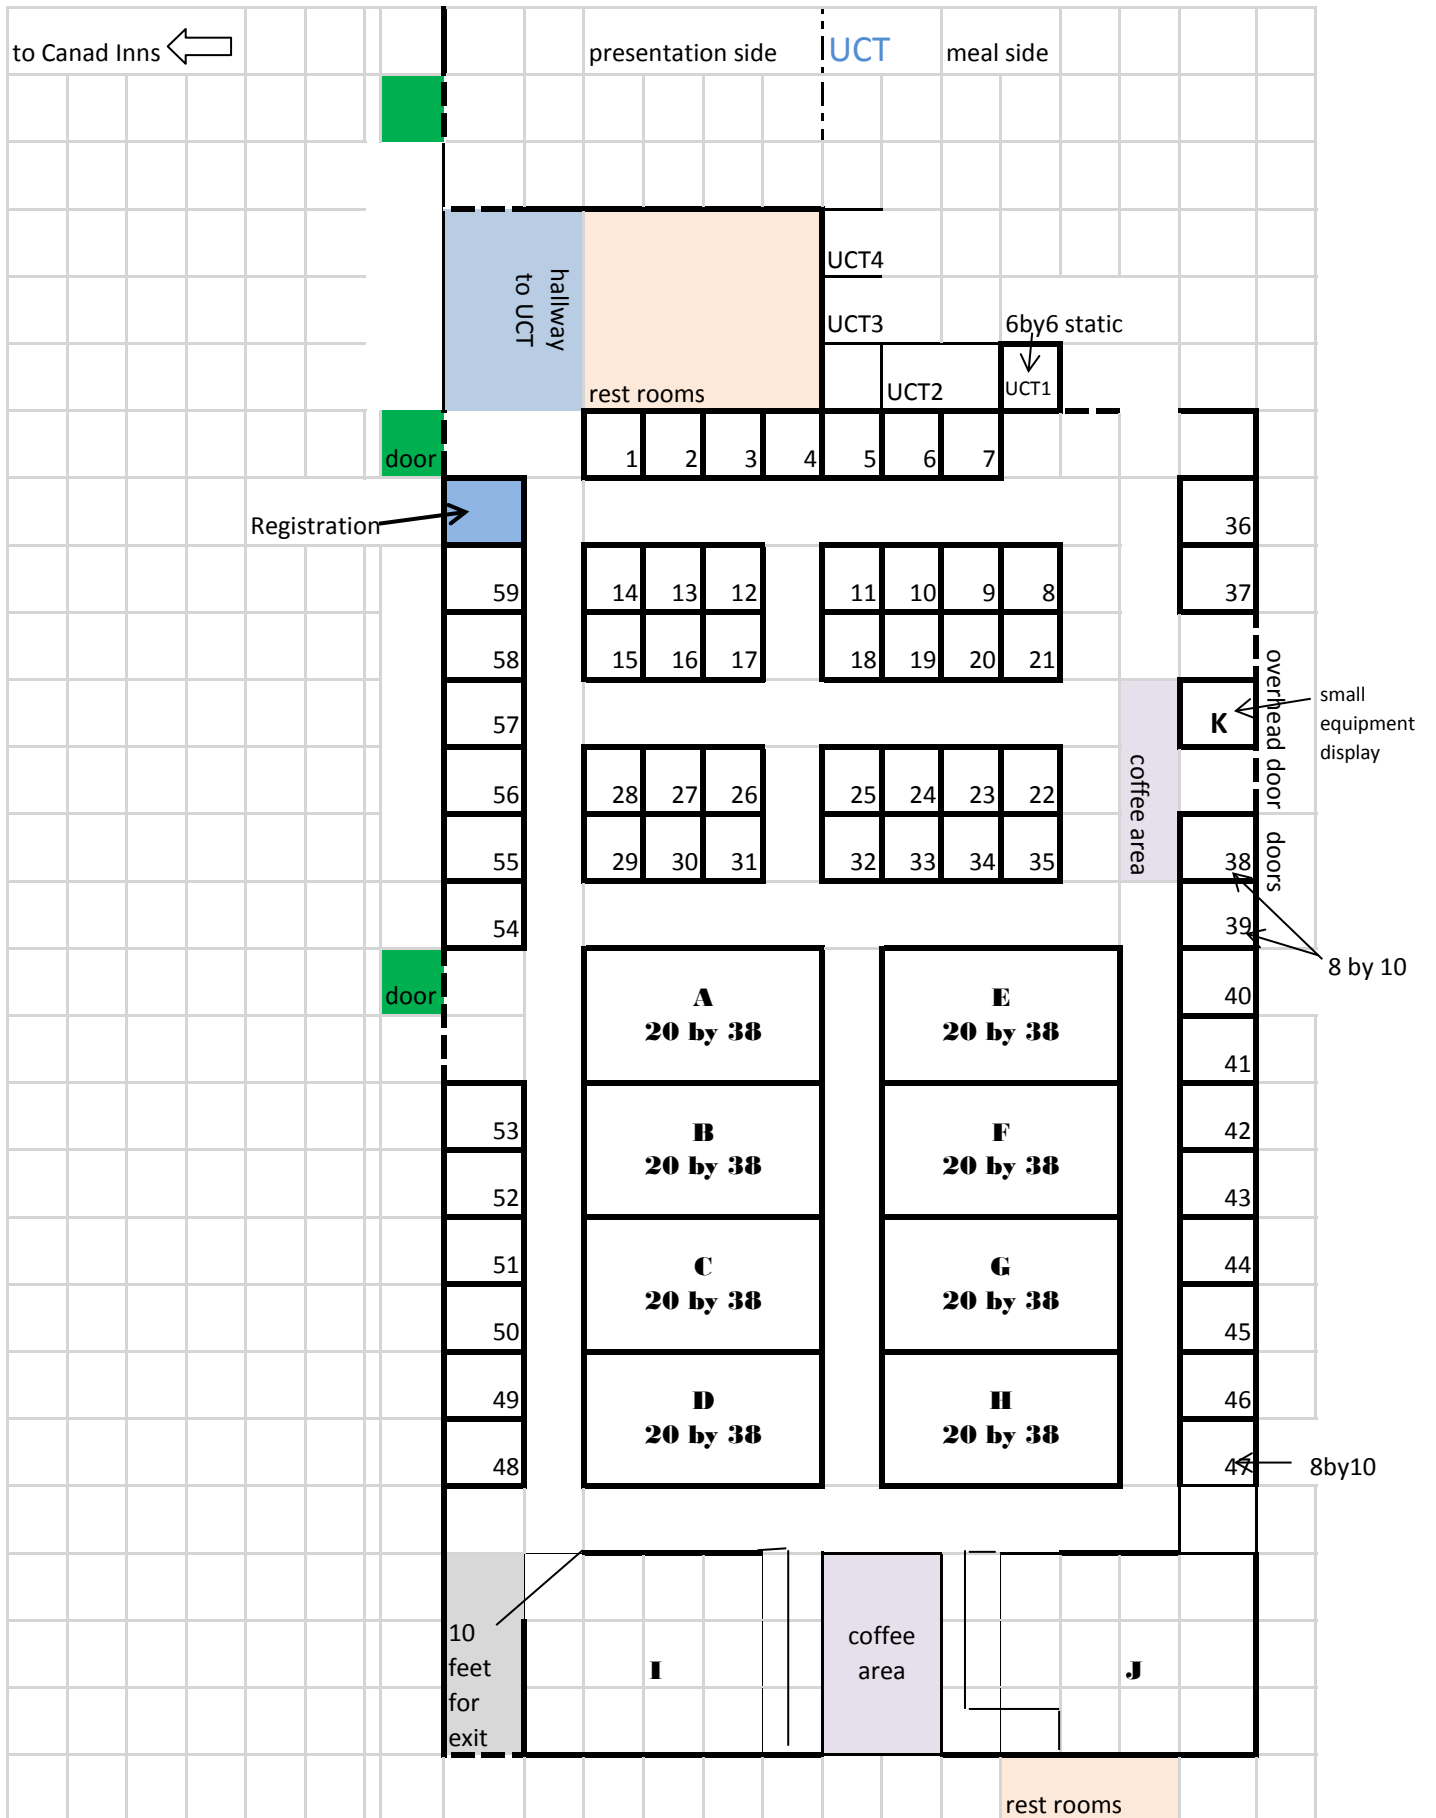 to Canad Inns
presentation side
UCT
meal side
hallway
to UCT
UCT4
UCT3
6by6 static
rest rooms
UCT2
UCT1
door
1 2 3 4 5 6 7
Registration
36
59 14 13 12 11 10 9 8 37
58 15 16 17 18 19 20 21
overhead door doors
57
K
small
equipment
display
coffee area
56 28 27 26 25 24 23 22
55 29 30 31 32 33 34 35 38
54 39
8 by 10
door
A
20 by 38
E
20 by 38
40
41
53
B
20 by 38
F
20 by 38
42
52 43
51
C
20 by 38
G
20 by 38
44
50 45
49
D
20 by 38
H
20 by 38
46
48 47 8by10
10
feet
for
exit
I
coffee
area
J
rest rooms